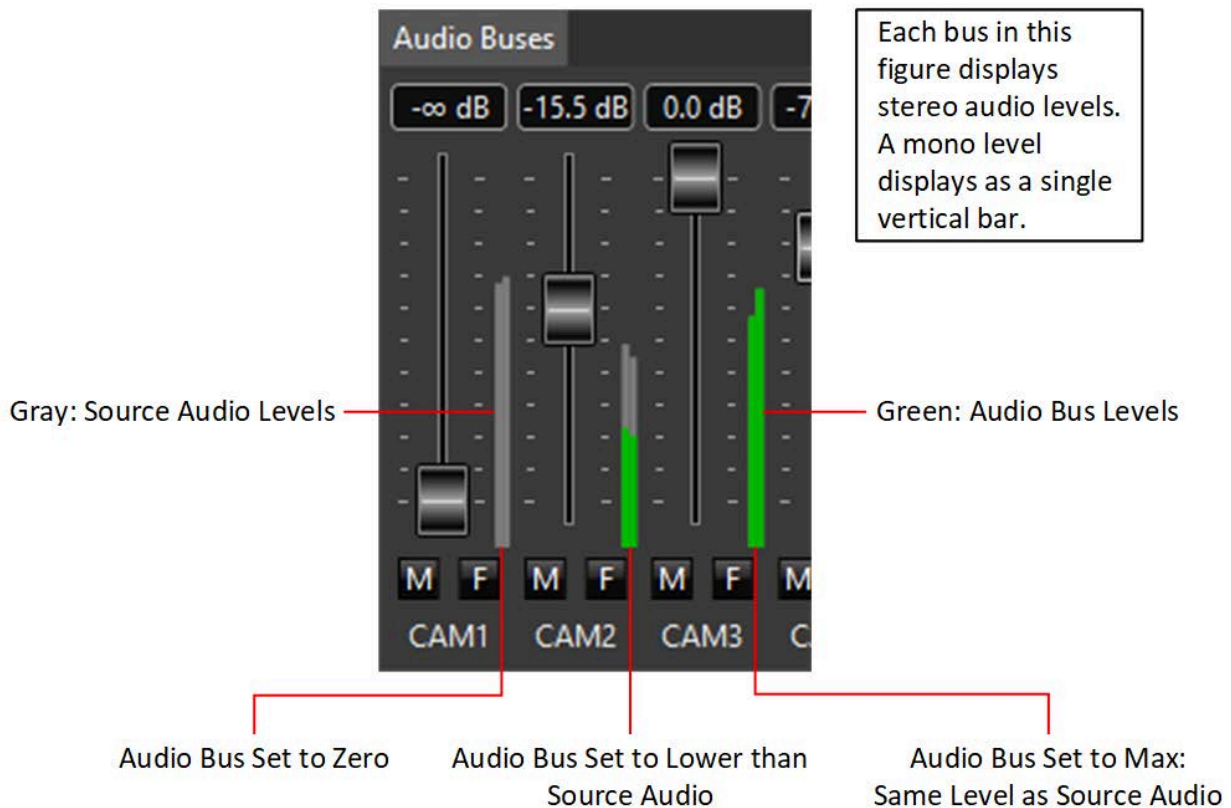 Audio Buses
-∞ dB
-15.5 dB
0.0 dB
-7
Each bus in this
figure displays
stereo audio levels.
A mono level
displays as a single
vertical bar.
Gray: Source Audio Levels
Green: Audio Bus Levels
M F M F M F M
CAM1 CAM2 CAM3 C
Audio Bus Set to Zero
Audio Bus Set to Lower than
Source Audio
Audio Bus Set to Max:
Same Level as Source Audio